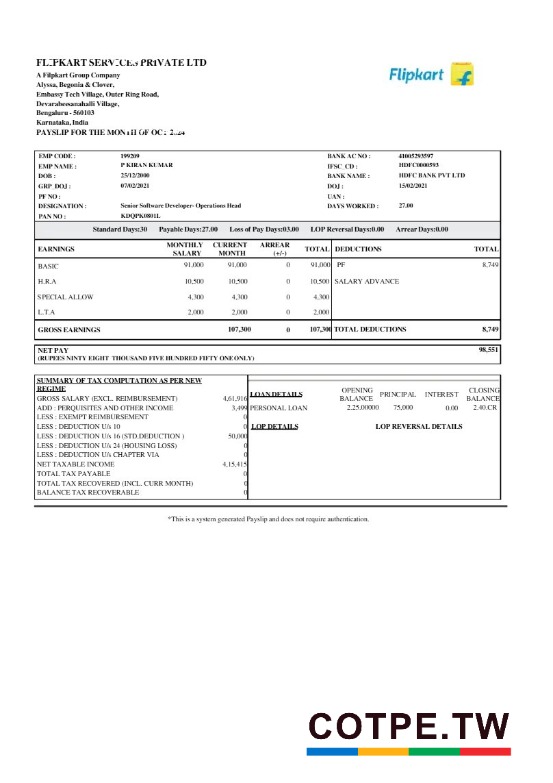 FLIPKART SERVICES PRIVATE LTD
Flipkart
A Filpkart Group Company
Alyssa, Begonia & Clover,
Embassy Tech Village, Outer Ring Road,
Devarabeesanahalli Village,
Bengaluru - 560103
Karnataka, India
PAYSLIP FOR THE MONTH OF OCT 2024
EMP CODE : 199209 BANK AC NO : 41005293597
EMP NAME : P KIRAN KUMAR IFSC CD : HDFC0000593
DOB : 25/12/2000 BANK NAME : HDFC BANK PVT LTD
GRP DOJ : 07/02/2021 DOJ : 15/02/2021
PF NO : UAN :
DESIGNATION : Senior Software Developer- Operations Head DAYS WORKED : 27.00
PAN NO : KDQPK0801L
Standard Days:30 Payable Days:27.00 Loss of Pay Days:03.00 LOP Reversal Days:0.00 Arrear Days:0.00
EARNINGS MONTHLY SALARY CURRENT MONTH ARREAR (+/-) TOTAL DEDUCTIONS TOTAL
BASIC 91,000 91,000 0 91,000 PF 8,749
H.R.A 10,500 10,500 0 10,500 SALARY ADVANCE
SPECIAL ALLOW 4,300 4,300 0 4,300
L.T.A 2,000 2,000 0 2,000
GROSS EARNINGS 107,300 0 107,300 TOTAL DEDUCTIONS 8,749
NET PAY 98,551
(RUPEES NINTY EIGHT THOUSAND FIVE HUNDRED FIFTY ONE ONLY)
SUMMARY OF TAX COMPUTATION AS PER NEW
REGIME
LOAN DETAILS OPENING BALANCE PRINCIPAL INTEREST CLOSING BALANCE
GROSS SALARY (EXCL. REIMBURSEMENT) 4,61,916
ADD : PERQUISITES AND OTHER INCOME 3,499 PERSONAL LOAN 2,25,00000 75,000 0.00 2.40.CR
LESS : EXEMPT REIMBURSEMENT 0
LESS : DEDUCTION U/s 10 0 LOP DETAILS LOP REVERSAL DETAILS
LESS : DEDUCTION U/s 16 (STD.DEDUCTION ) 50,000
LESS : DEDUCTION U/s 24 (HOUSING LOSS) 0
LESS : DEDUCTION U/s CHAPTER VIA 0
NET TAXABLE INCOME 4,15,415
TOTAL TAX PAYABLE 0
TOTAL TAX RECOVERED (INCL. CURR MONTH) 0
BALANCE TAX RECOVERABLE 0
*This is a system generated Payslip and does not require authentication.
COTPE.TW